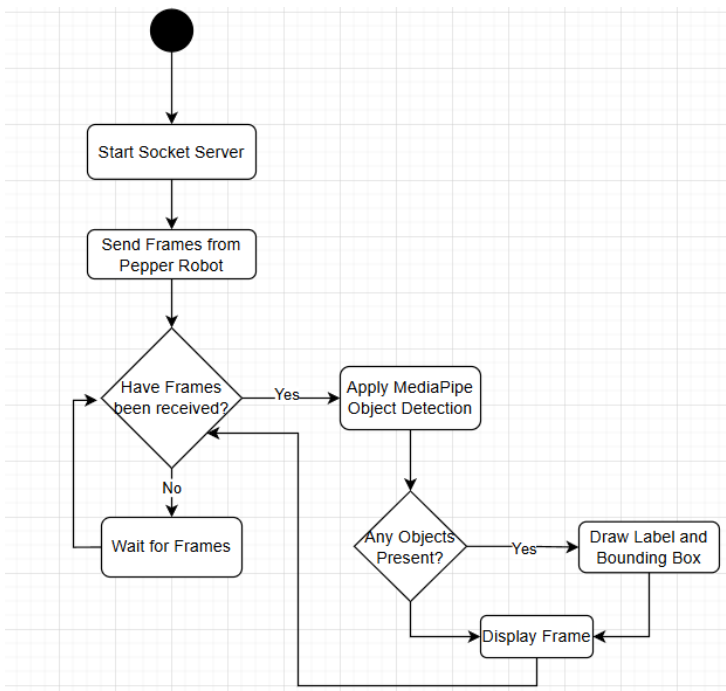 Start Socket Server
Send Frames from
Pepper Robot
Have Frames
been received?
Yes
Apply MediaPipe
Object Detection
No
Wait for Frames
Any Objects
Present?
Yes
Draw Label and
Bounding Box
Display Frame